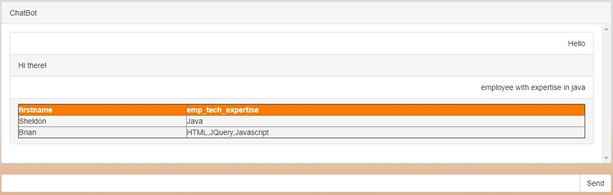 ChatBot
Hello
Hi there!
employee with expertise in java
firstname emp_tech_expertise
Sheldon Java
Brian HTML,JQuery,Javascript
Send